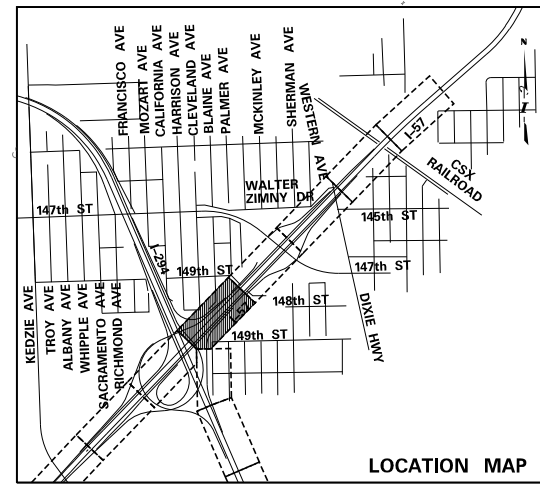 FRANCISCO AVE
MOZART AVE
CALIFORNIA AVE
HARRISON AVE
CLEVELAND AVE
BLAINE AVE
PALMER AVE
MCKINLEY AVE
SHERMAN AVE
WESTERN AVE
N
I-57
CSX
RAILROAD
WALTER
ZIMNY DR
147th ST
145th ST
I-294
149th ST
147th ST
148th ST
I-57
149th ST
DIXIE HWY
KEDZIE AVE
TROY AVE
ALBANY AVE
WHIPPLE AVE
SACRAMENTO AVE
RICHMOND AVE
LOCATION MAP